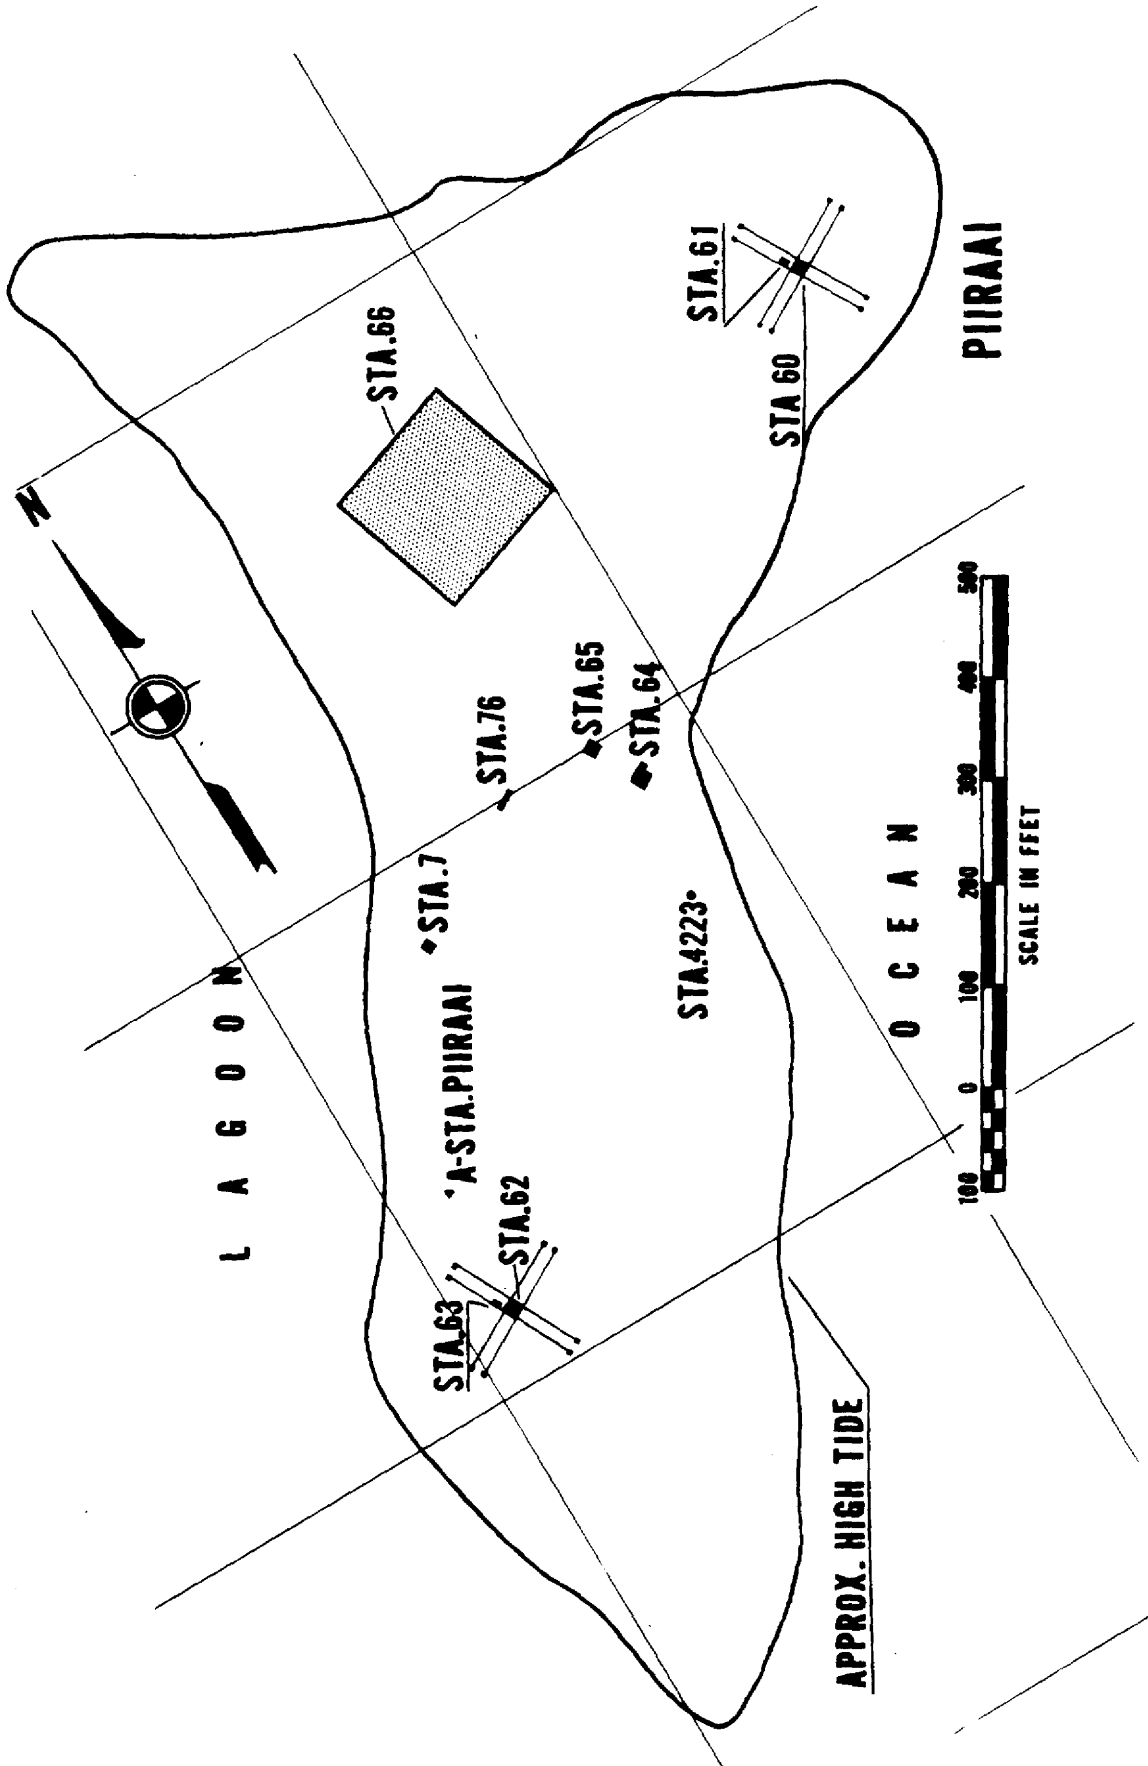 N
LAGOON
STA.66
STA.61
STA 60
PIIRAAI
STA.76
STA.65
STA.64
STA.7
STA.4223
A-STA.PIIRAAI
STA.62
STA.63
OCEAN
100 0 100 200 300 400 500
SCALE IN FFET
APPROX. HIGH TIDE